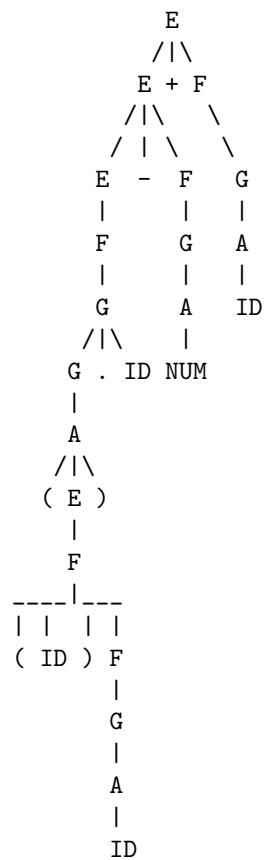 E
/|\
E + F
/|\ \
/ | \ \
E - F G
| | |
F G A
| | |
G A ID
/|\ |
G . ID NUM
|
A
/|\
( E )
|
F
____|___
| | | |
( ID ) F
|
G
|
A
|
ID